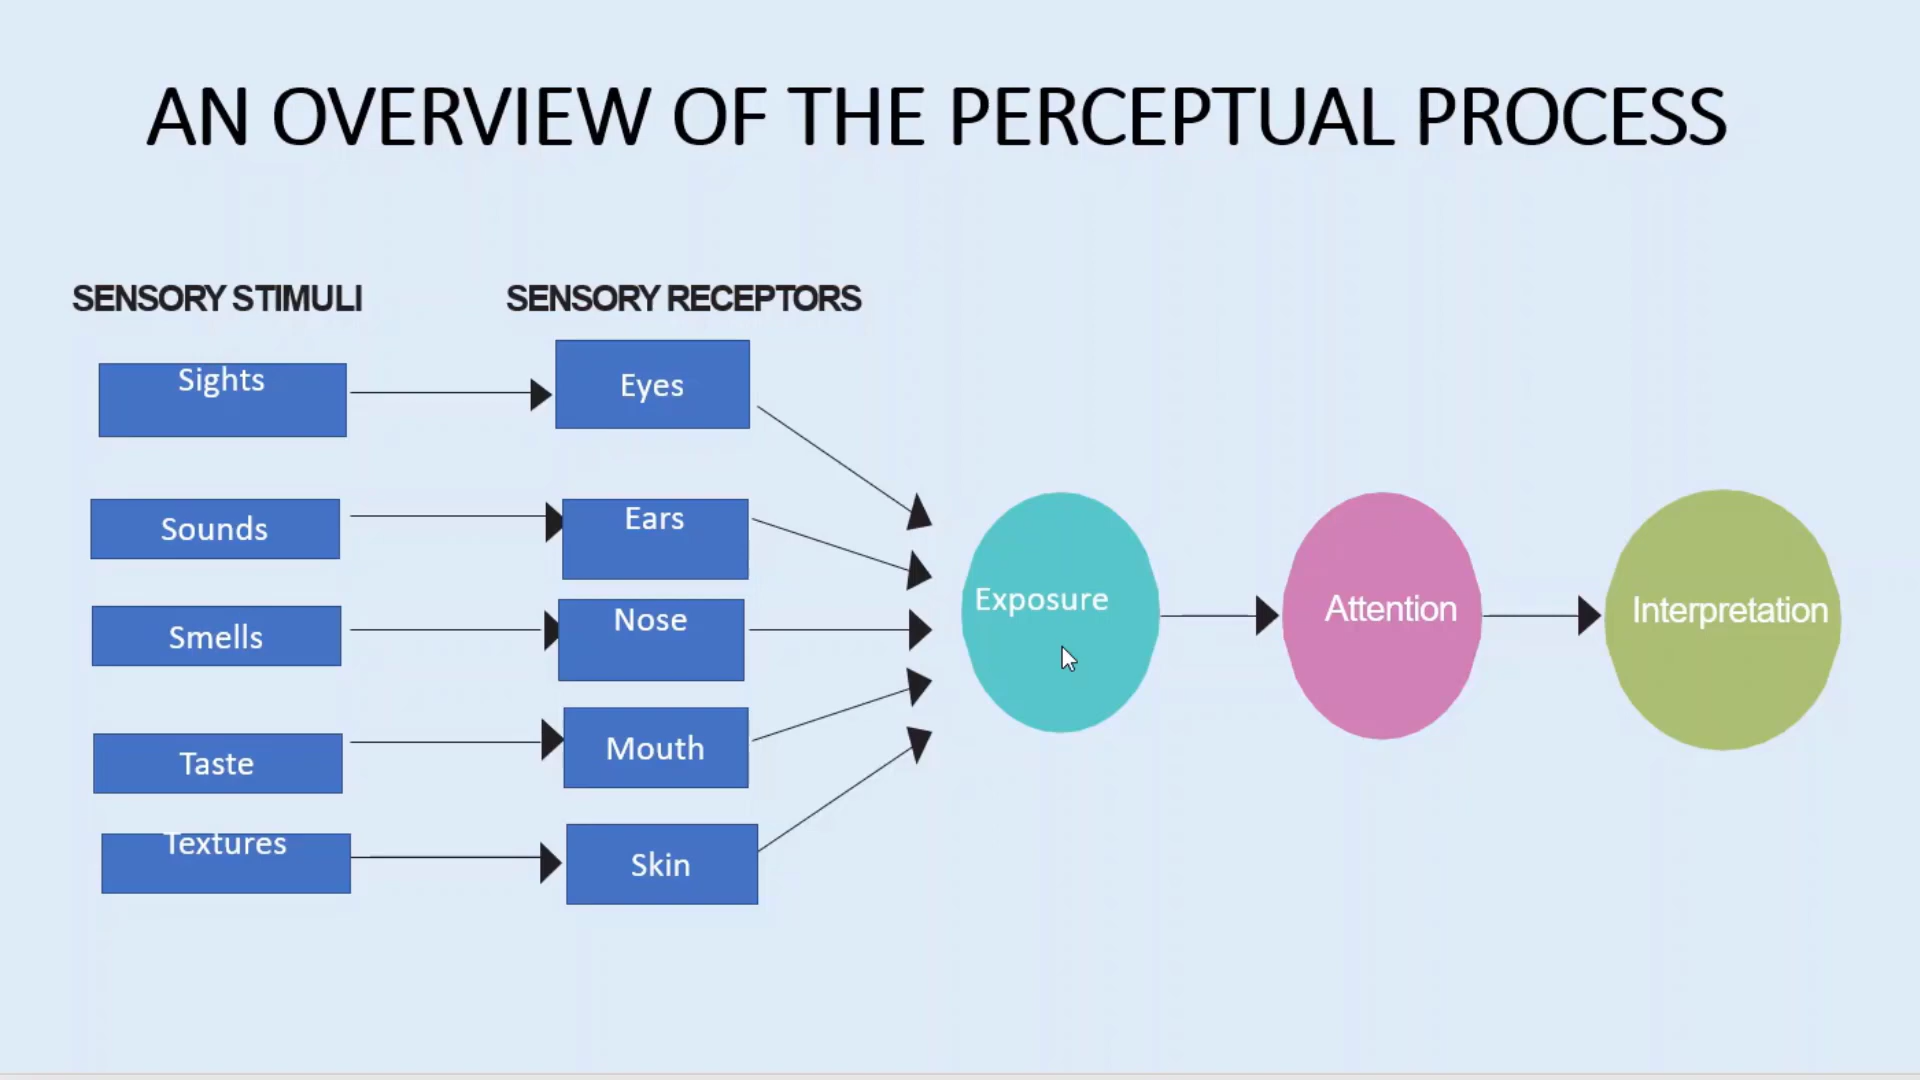 AN OVERVIEW OF THE PERCEPTUAL PROCESS
SENSORY STIMULI
SENSORY RECEPTORS
Sights
Eyes
Sounds
Ears
Smells
Nose
Taste
Mouth
Textures
Skin
Exposure
Attention
Interpretation